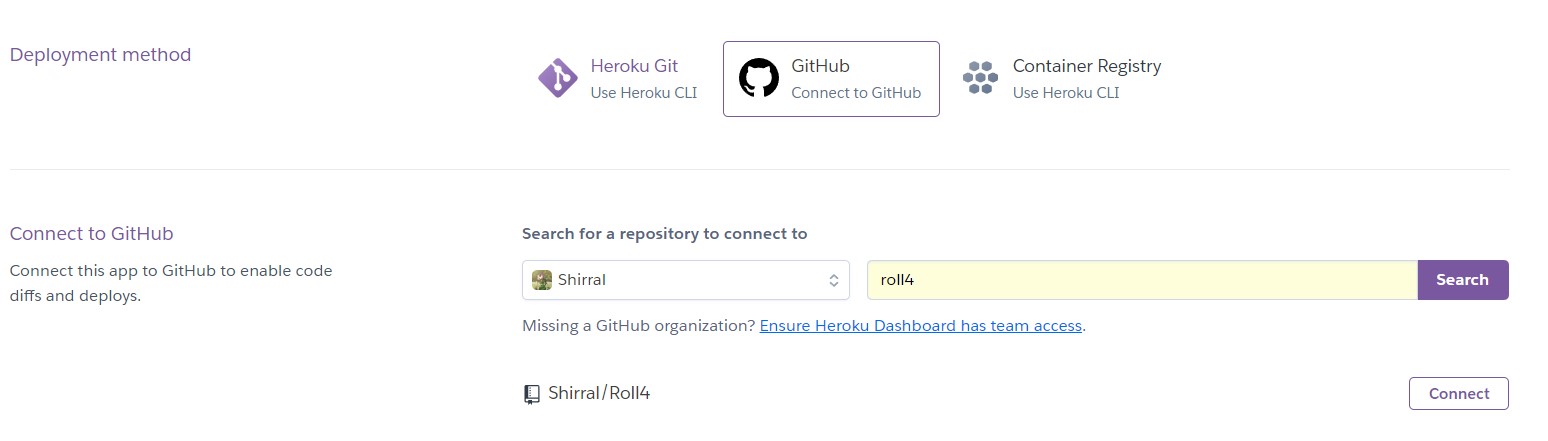 Deployment method
Heroku Git
Use Heroku CLI
GitHub
Connect to GitHub
Container Registry
Use Heroku CLI
Connect to GitHub
Connect this app to GitHub to enable code
diffs and deploys.
Search for a repository to connect to
Shirral
roll4
Search
Missing a GitHub organization? Ensure Heroku Dashboard has team access.
Shirral/Roll4
Connect